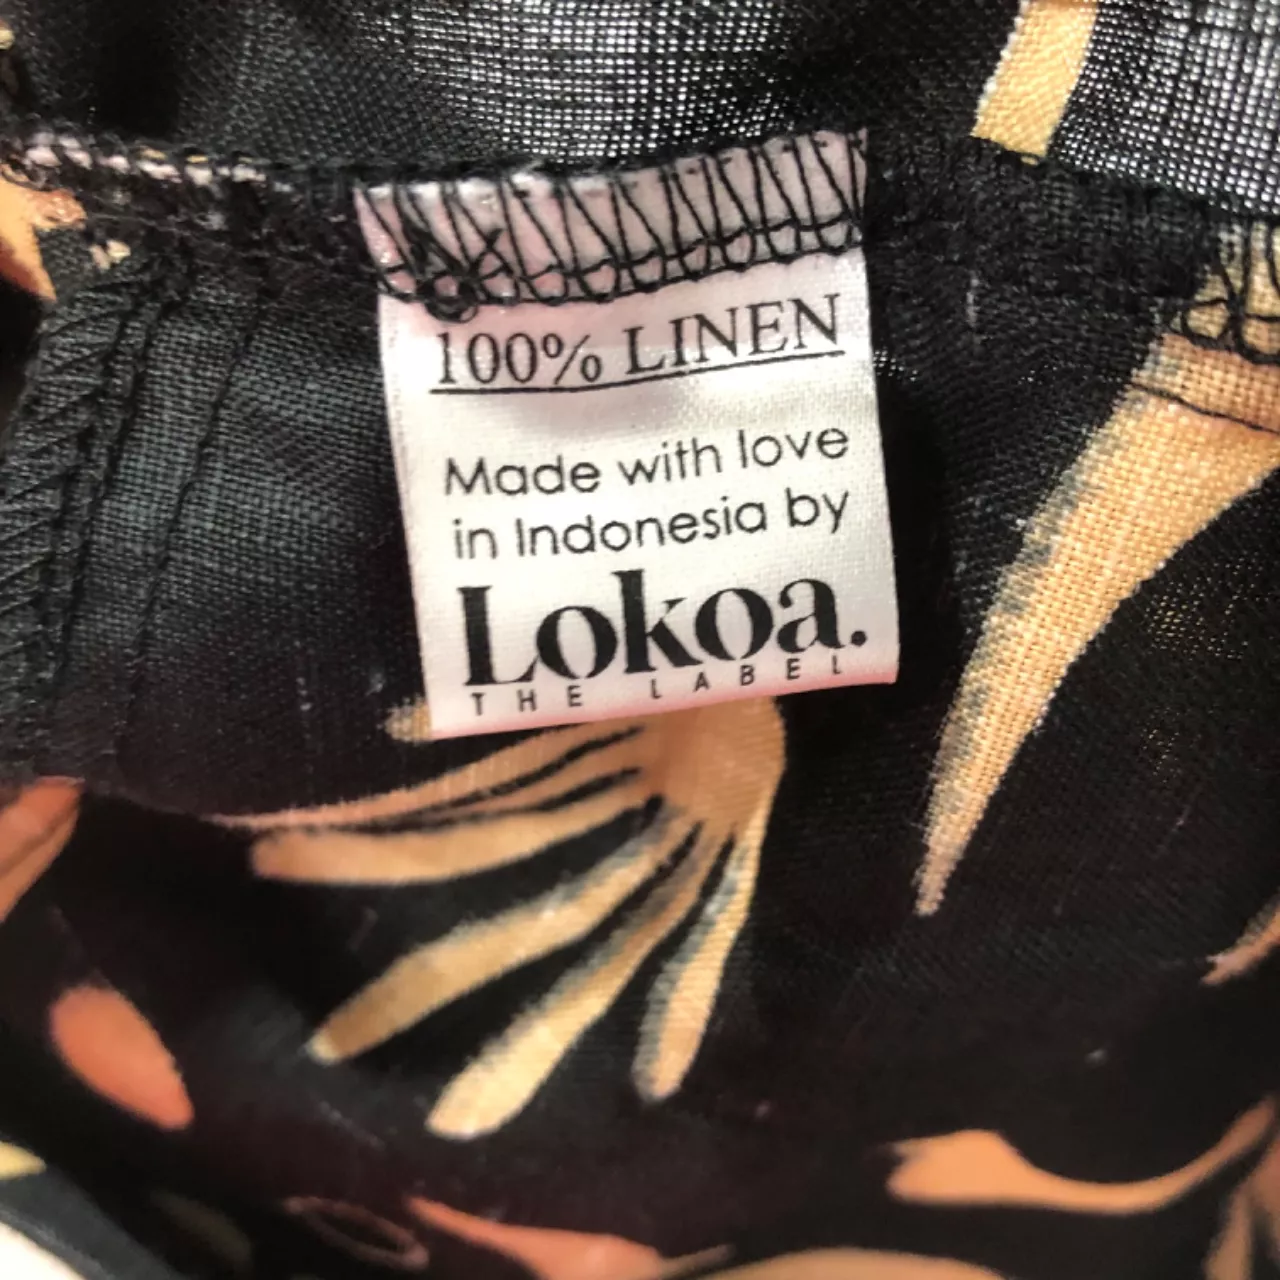 100% LINEN
Made with love
in Indonesia by
Lokoa.
THE LABEL